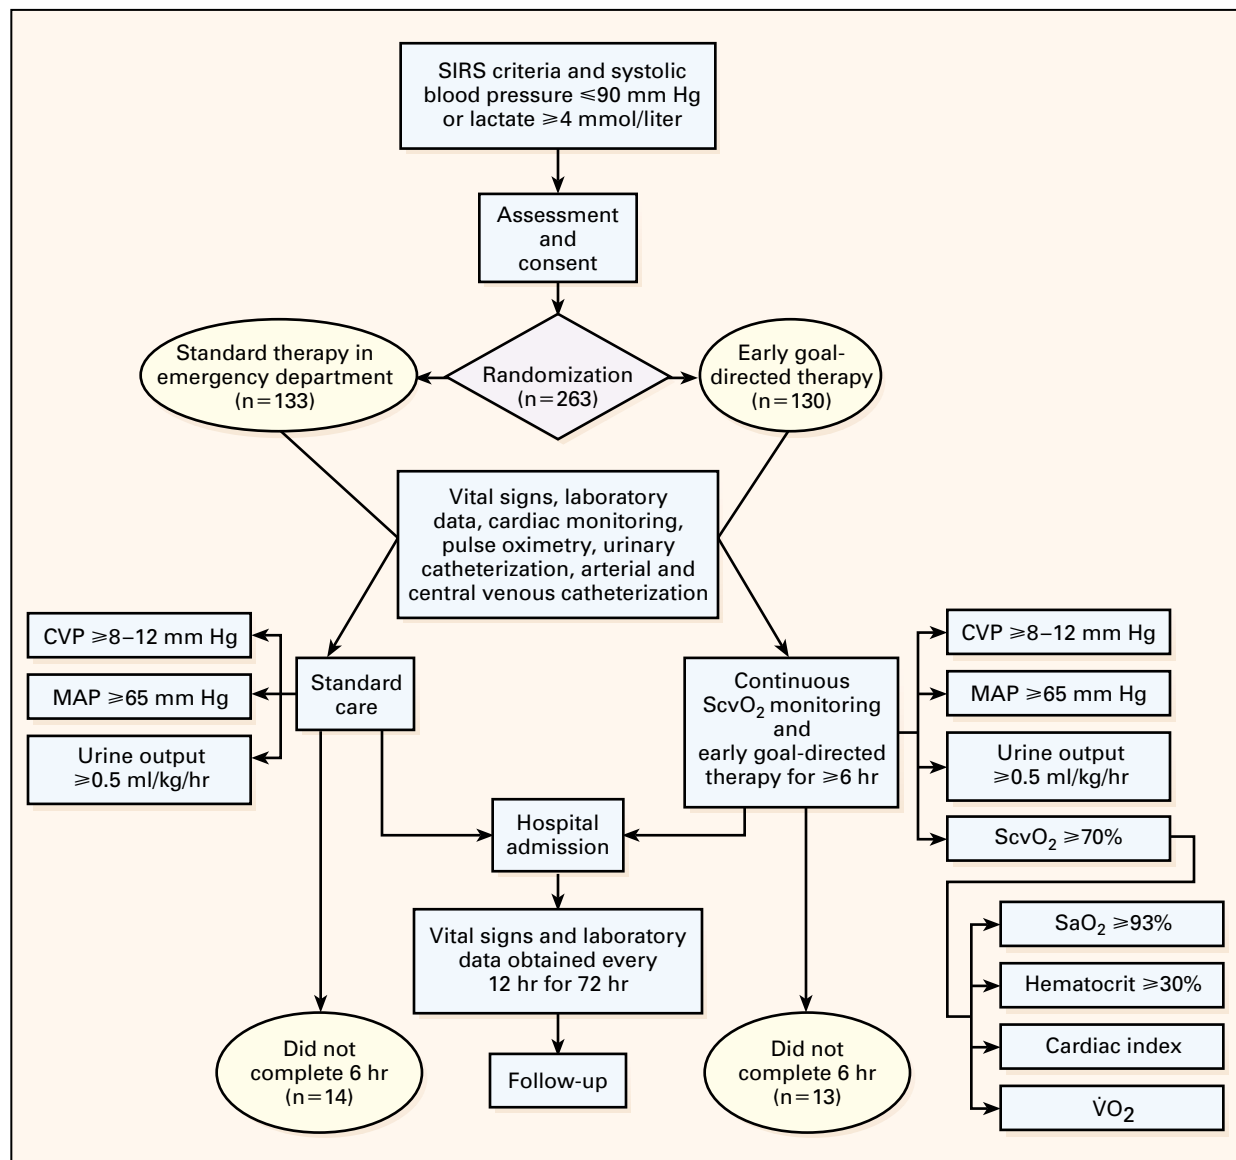 SIRS criteria and systolic
blood pressure ≤90 mm Hg
or lactate ≥4 mmol/liter
Assessment
and
consent
Standard therapy in
emergency department
(n=133)
Randomization
(n=263)
Early goal-
directed therapy
(n=130)
Vital signs, laboratory
data, cardiac monitoring,
pulse oximetry, urinary
catheterization, arterial and
central venous catheterization
CVP ≥8–12 mm Hg
MAP ≥65 mm Hg
Urine output
≥0.5 ml/kg/hr
Standard
care
Continuous
ScvO₂ monitoring
and
early goal-directed
therapy for ≥6 hr
CVP ≥8–12 mm Hg
MAP ≥65 mm Hg
Urine output
≥0.5 ml/kg/hr
ScvO₂ ≥70%
SaO₂ ≥93%
Hematocrit ≥30%
Cardiac index
V̇O₂
Hospital
admission
Vital signs and laboratory
data obtained every
12 hr for 72 hr
Follow-up
Did not
complete 6 hr
(n=14)
Did not
complete 6 hr
(n=13)